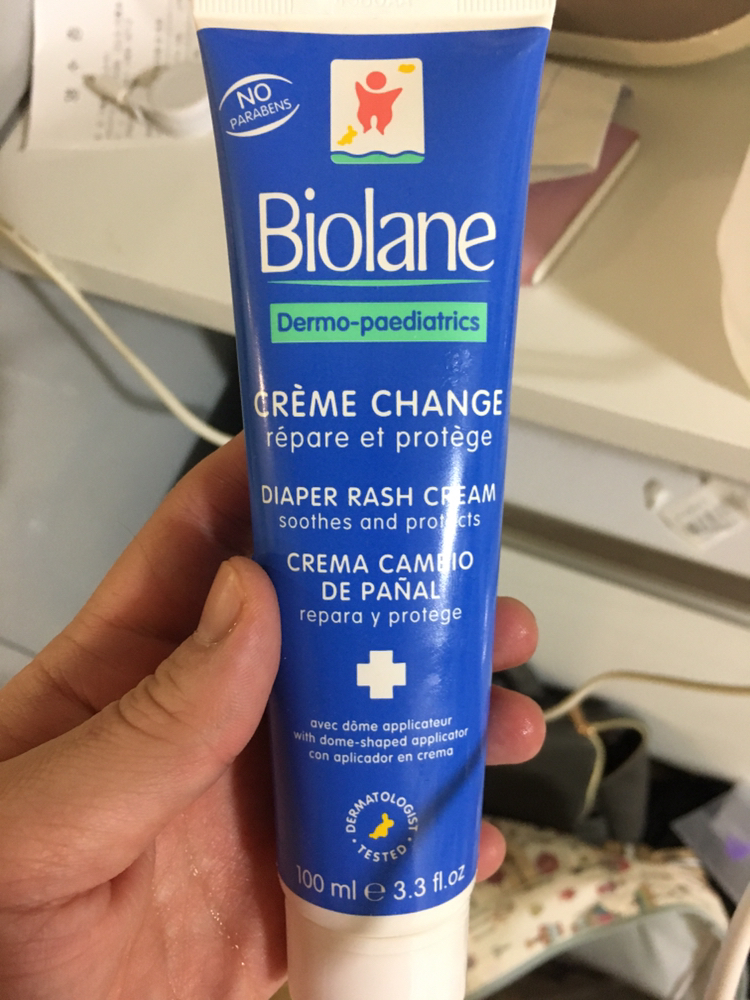 NO
PARABENS
Biolane
Dermo-paediatrics
CRÈME CHANGE
répare et protège
DIAPER RASH CREAM
soothes and protects
CREMA CAMBIO
DE PAÑAL
repara y protege
avec dôme applicateur
with dome-shaped applicator
con aplicador en crema
DERMATOLOGIST
• TESTED •
100 ml ℮ 3.3 fl.oz